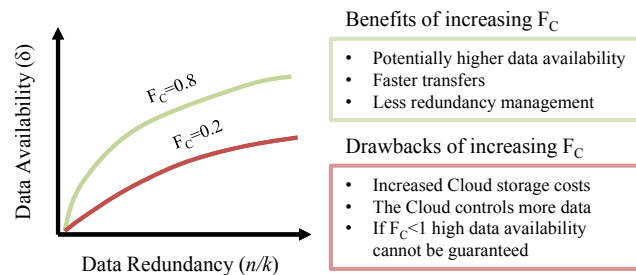 Benefits of increasing F_C
• Potentially higher data availability
• Faster transfers
• Less redundancy management
Drawbacks of increasing F_C
• Increased Cloud storage costs
• The Cloud controls more data
• If F_C<1 high data availability
cannot be guaranteed
Data Availability (δ)
F_C=0.8
F_C=0.2
Data Redundancy (n/k)